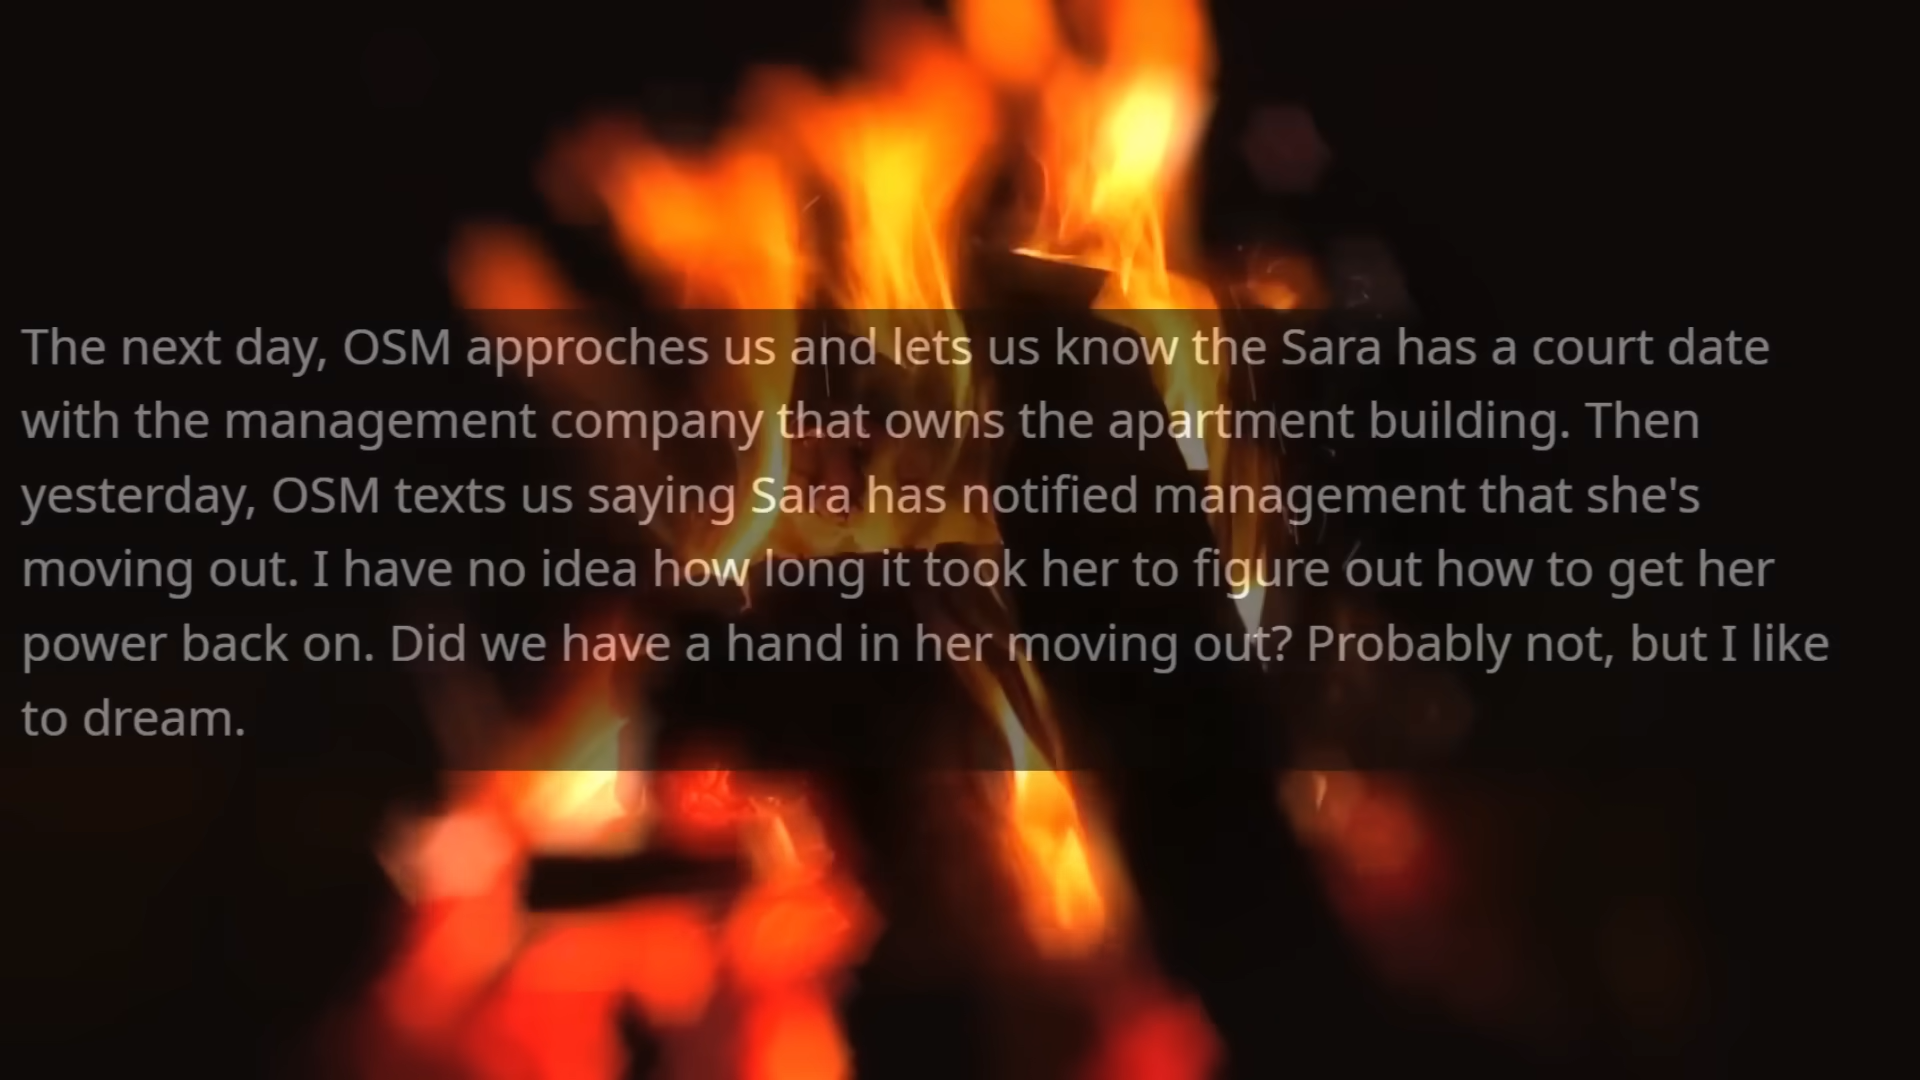 The next day, OSM approches us and lets us know the Sara has a court date
with the management company that owns the apartment building. Then
yesterday, OSM texts us saying Sara has notified management that she's
moving out. I have no idea how long it took her to figure out how to get her
power back on. Did we have a hand in her moving out? Probably not, but I like
to dream.